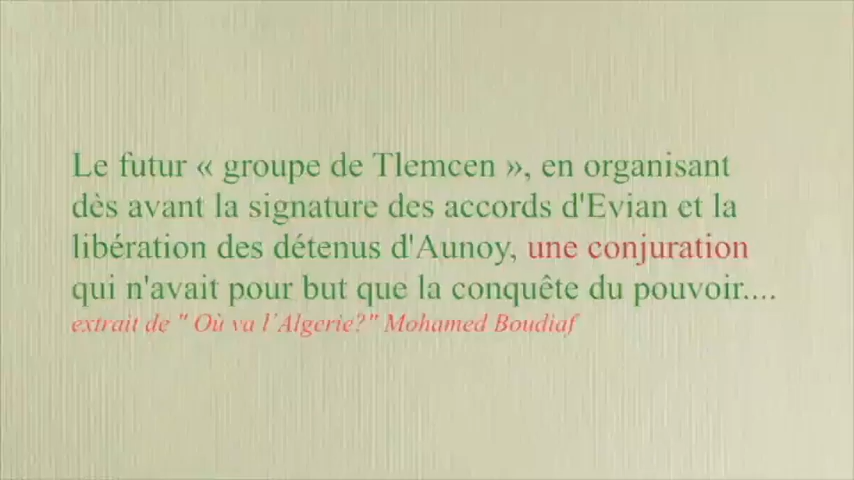 Le futur « groupe de Tlemcen », en organisant
dès avant la signature des accords d'Evian et la
libération des détenus d'Aunoy, une conjuration
qui n'avait pour but que la conquête du pouvoir....
extrait de " Où va l'Algerie?" Mohamed Boudiaf